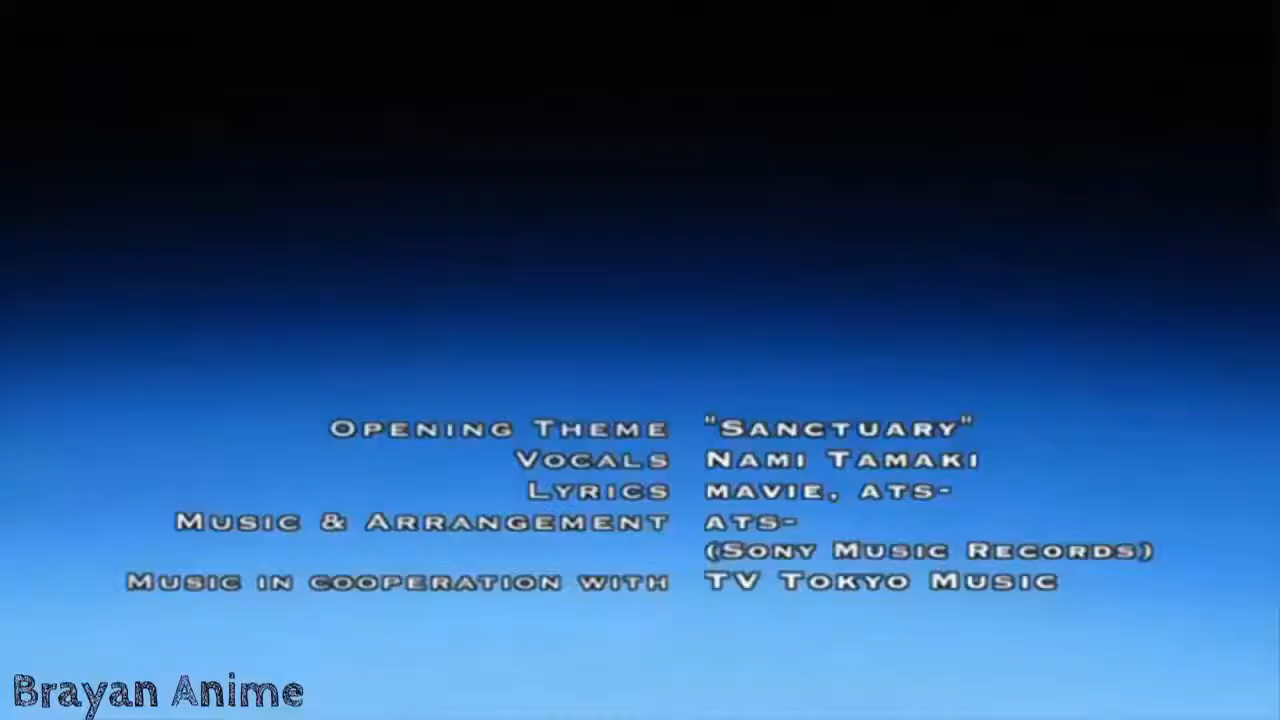 Opening Theme "Sanctuary"
Vocals Nami Tamaki
Lyrics mavie, ats-
Music & Arrangement ats-
(Sony Music Records)
Music in cooperation with TV Tokyo Music
Brayan Anime